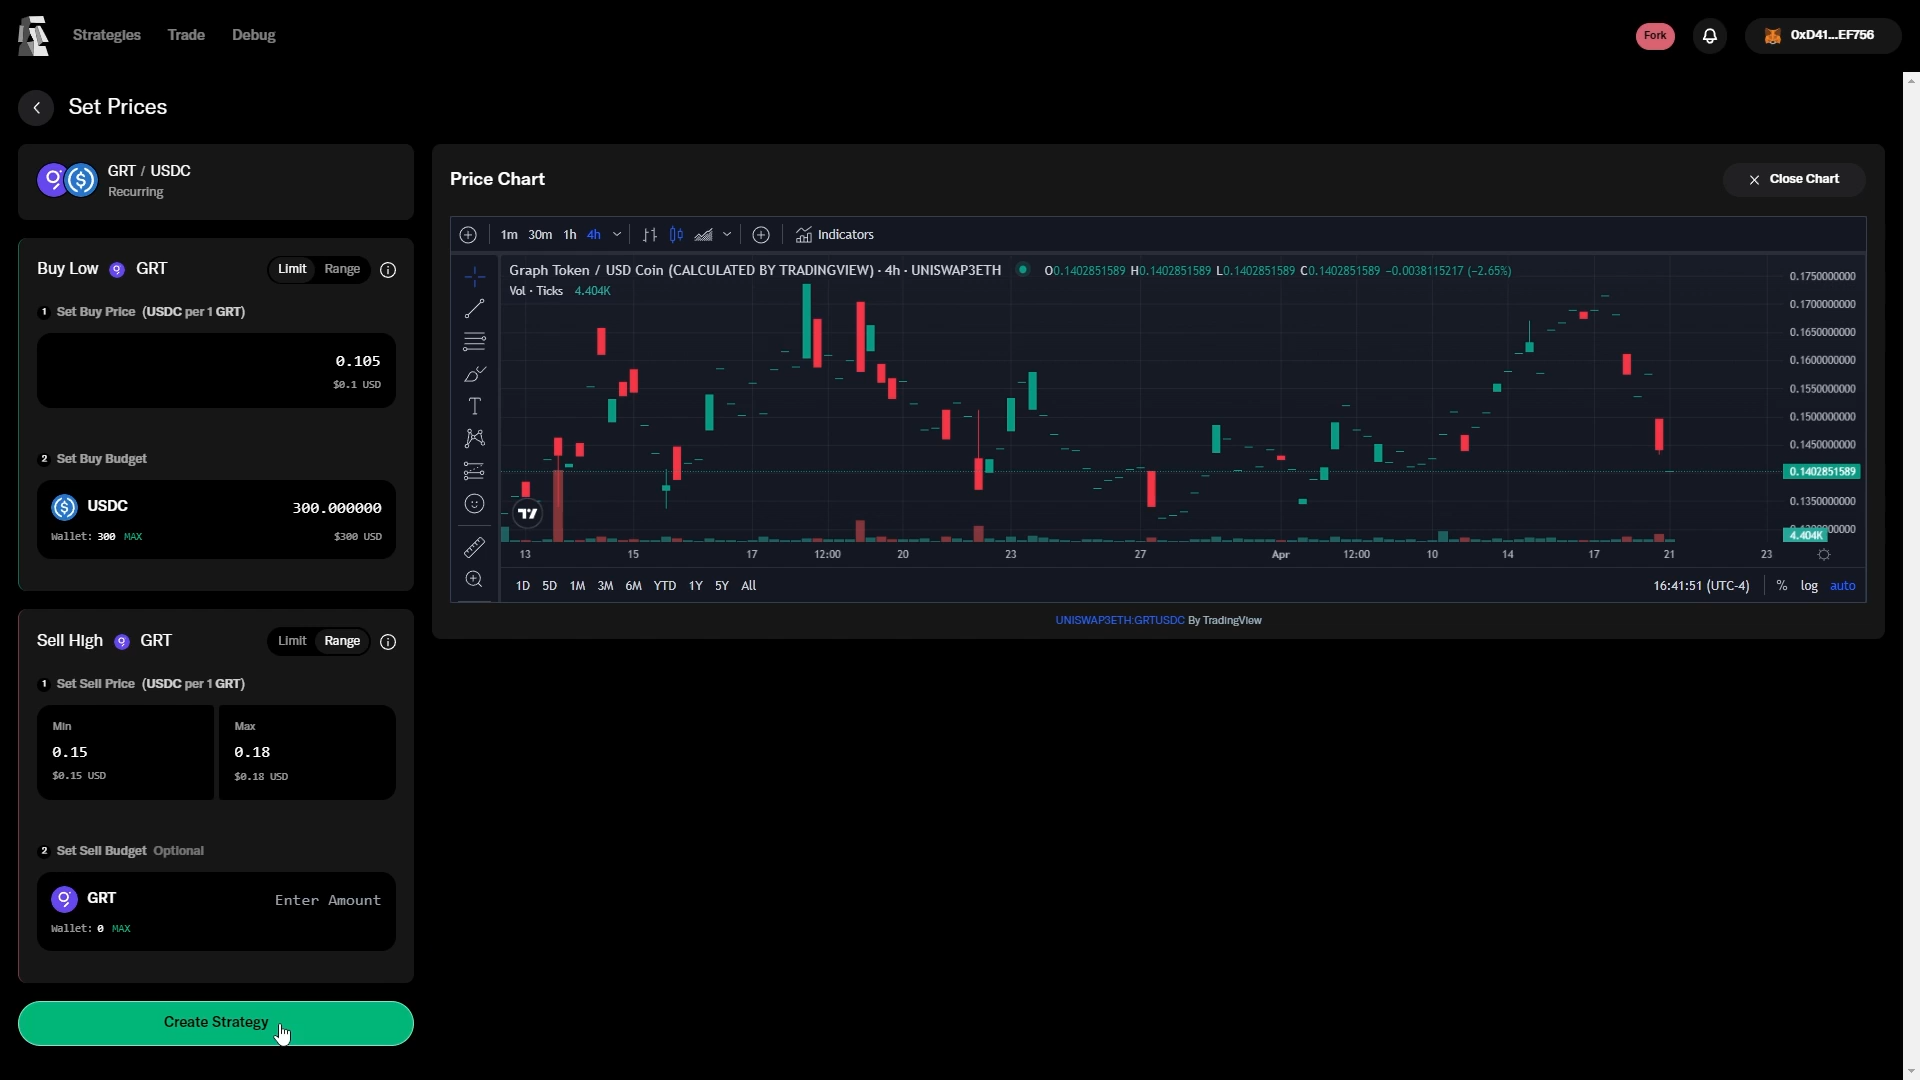 Strategies Trade Debug
Fork
0xD41...EF756
Set Prices
GRT / USDC
Recurring
Buy Low GRT Limit Range
1 Set Buy Price (USDC per 1 GRT)
0.105
$0.1 USD
2 Set Buy Budget
USDC 300.000000
Wallet: 300 MAX $300 USD
Sell High GRT Limit Range
1 Set Sell Price (USDC per 1 GRT)
Min Max
0.15 0.18
$0.15 USD $0.18 USD
2 Set Sell Budget Optional
GRT Enter Amount
Wallet: 0 MAX
Create Strategy
Price Chart
Close Chart
1m 30m 1h 4h Indicators
Graph Token / USD Coin (CALCULATED BY TRADINGVIEW) · 4h · UNISWAP3ETH O0.1402851589 H0.1402851589 L0.1402851589 C0.1402851589 -0.0038115217 (-2.65%)
Vol · Ticks 4.404K
0.1750000000
0.1700000000
0.1650000000
0.1600000000
0.1550000000
0.1500000000
0.1450000000
0.1402851589
0.1350000000
4.404K
13 15 17 12:00 20 23 27 Apr 12:00 10 14 17 21 23
1D 5D 1M 3M 6M YTD 1Y 5Y All
16:41:51 (UTC-4) % log auto
UNISWAP3ETH:GRTUSDC By TradingView